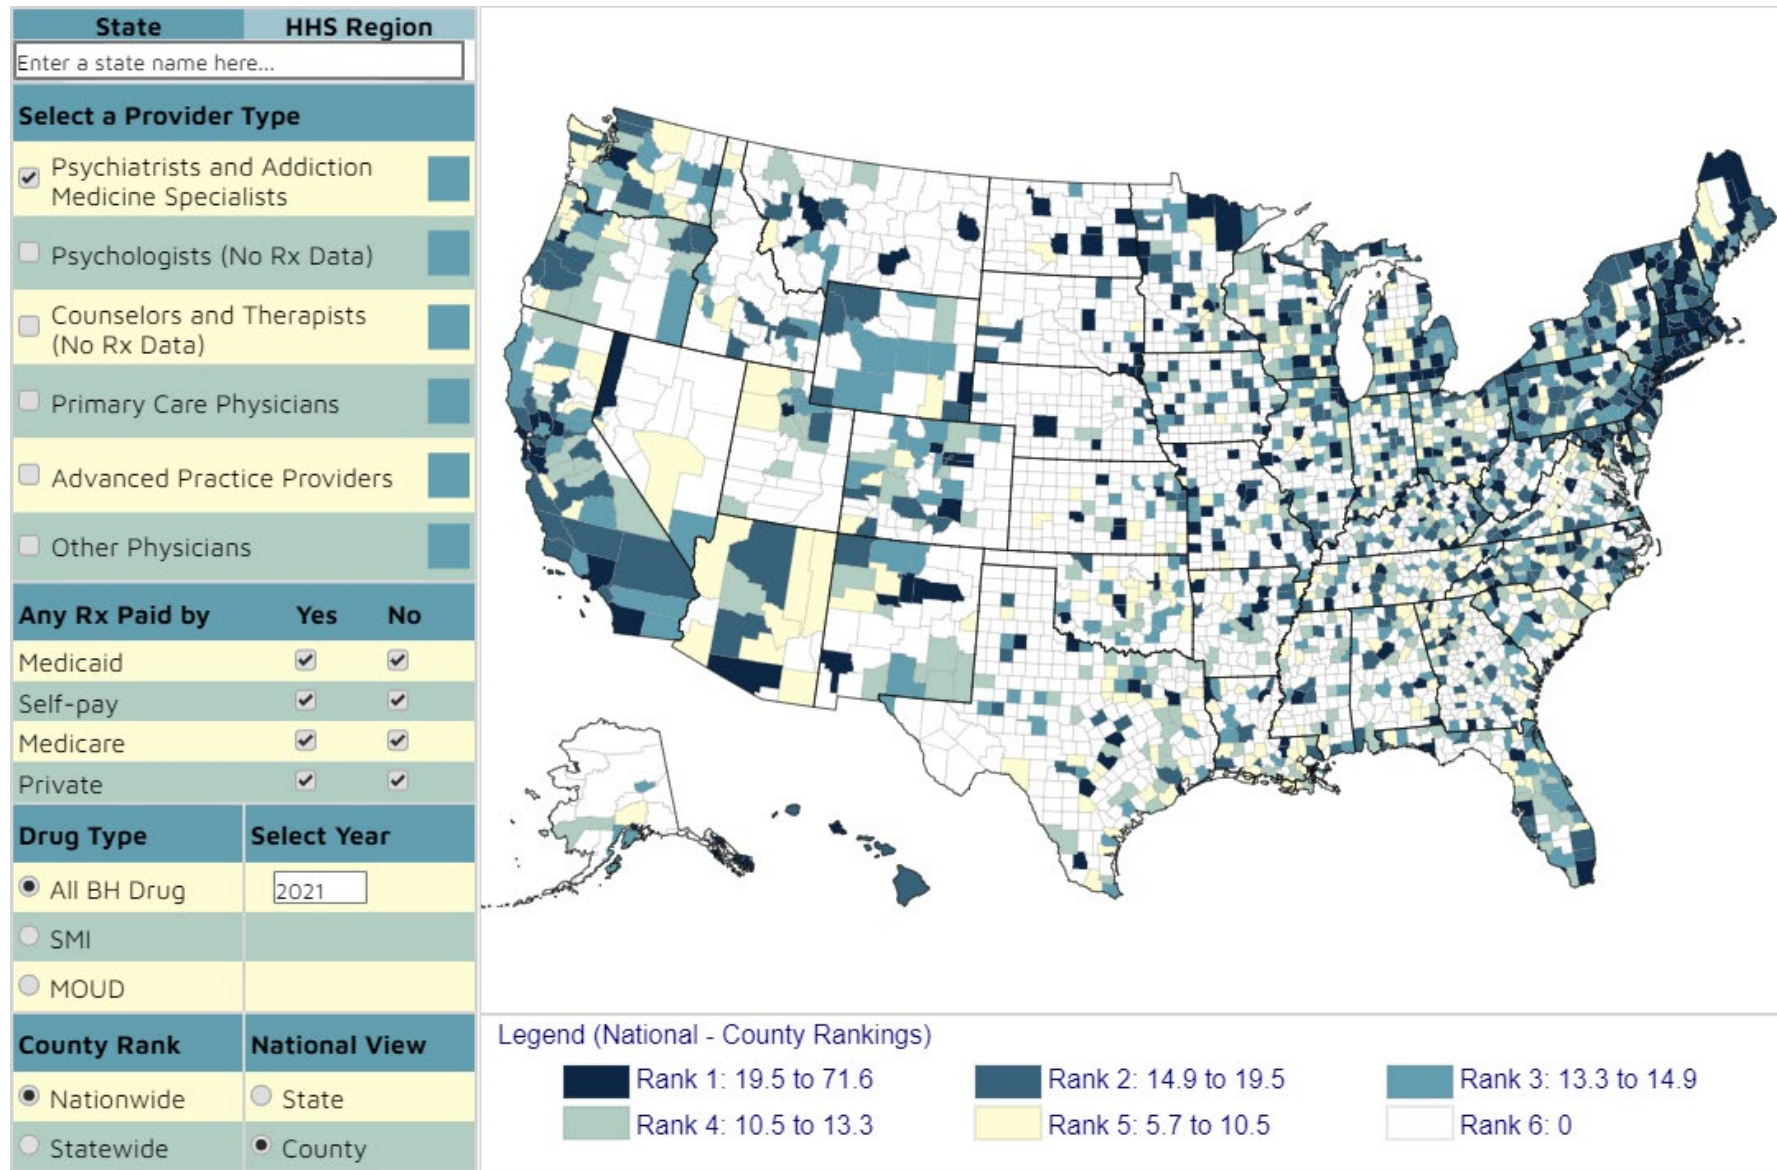 State HHS Region
Enter a state name here...
Select a Provider Type
Psychiatrists and Addiction
Medicine Specialists
Psychologists (No Rx Data)
Counselors and Therapists
(No Rx Data)
Primary Care Physicians
Advanced Practice Providers
Other Physicians
Any Rx Paid by Yes No
Medicaid
Self-pay
Medicare
Private
Drug Type Select Year
All BH Drug 2021
SMI
MOUD
County Rank National View
Nationwide State
Statewide County
Legend (National - County Rankings)
Rank 1: 19.5 to 71.6 Rank 2: 14.9 to 19.5 Rank 3: 13.3 to 14.9
Rank 4: 10.5 to 13.3 Rank 5: 5.7 to 10.5 Rank 6: 0